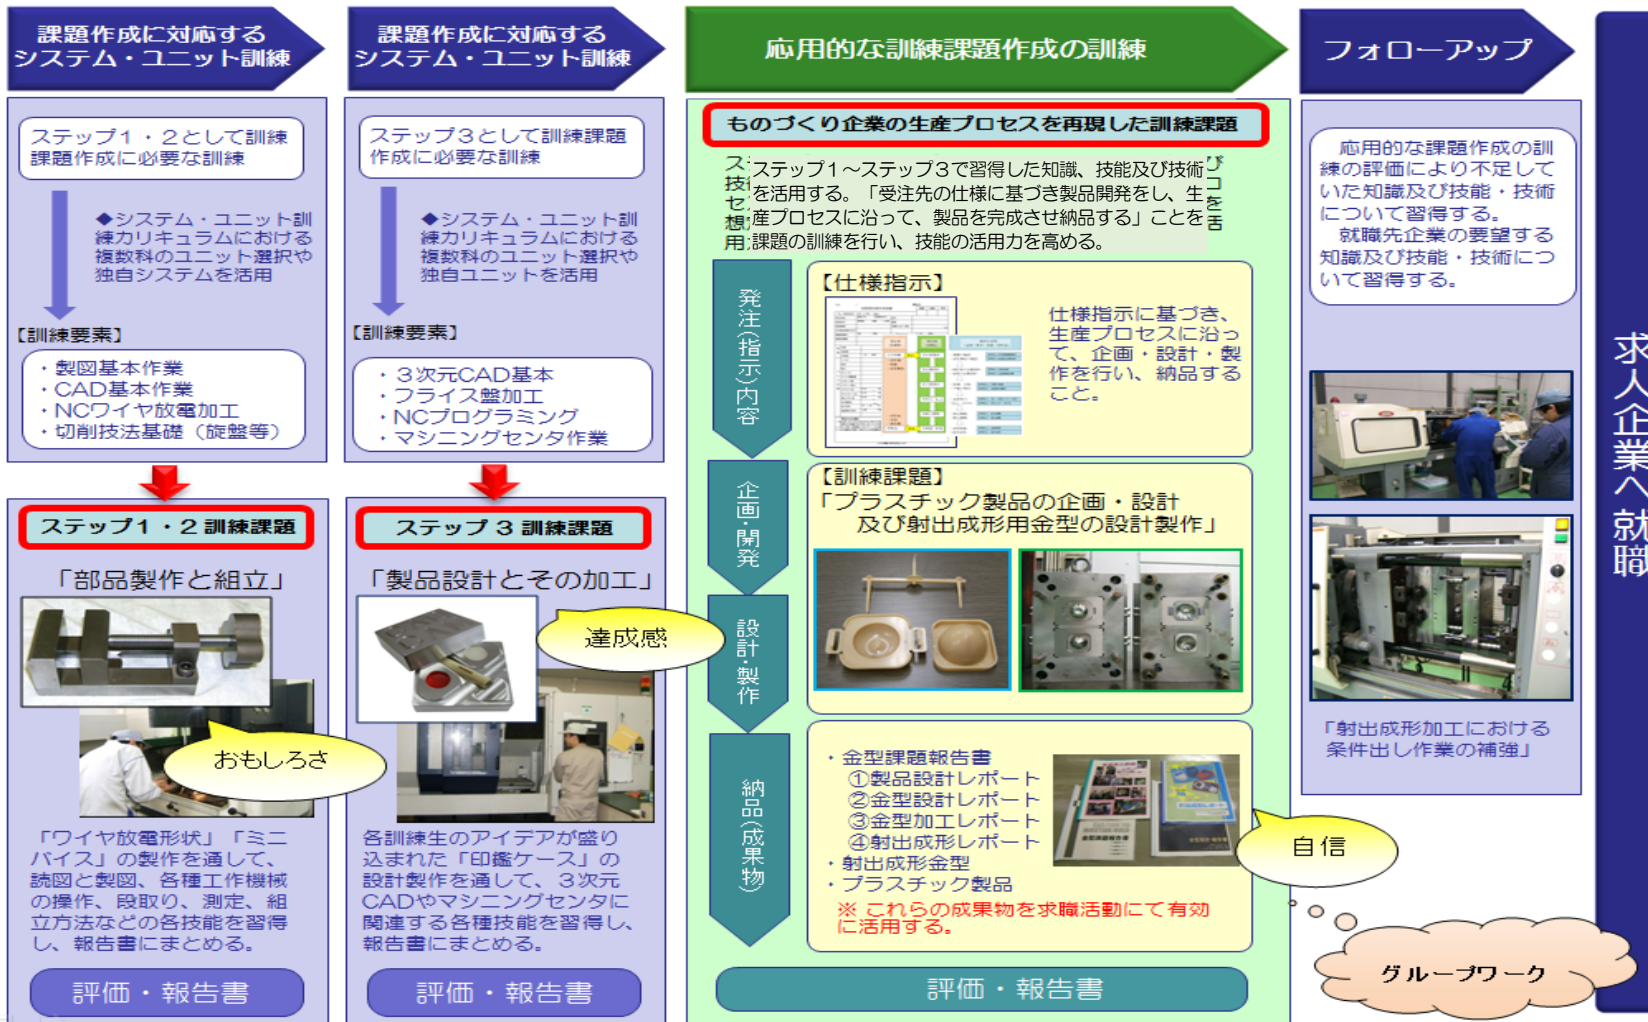 課題作成に対応する
システム・ユニット訓練
ステップ1・2として訓練
課題作成に必要な訓練
◆システム・ユニット訓
練カリキュラムにおける
複数科のユニット選択や
独自システムを活用
【訓練要素】
・製図基本作業
・CAD基本作業
・NCワイヤ放電加工
・切削技法基礎（旋盤等）
ステップ1・2 訓練課題
「部品製作と組立」
おもしろさ
「ワイヤ放電形状」「ミニ
バイス」の製作を通して、
読図と製図、各種工作機械
の操作、段取り、測定、組
立方法などの各技能を習得
し、報告書にまとめる。
評価・報告書
課題作成に対応する
システム・ユニット訓練
ステップ3として訓練課題
作成に必要な訓練
◆システム・ユニット訓
練カリキュラムにおける
複数科のユニット選択や
独自ユニットを活用
【訓練要素】
・3次元CAD基本
・フライス盤加工
・NCプログラミング
・マシニングセンタ作業
ステップ 3 訓練課題
「製品設計とその加工」
達成感
各訓練生のアイデアが盛り
込まれた「印鑑ケース」の
設計製作を通して、3次元
CADやマシニングセンタに
関連する各種技能を習得し、
報告書にまとめる。
評価・報告書
応用的な訓練課題作成の訓練
ものづくり企業の生産プロセスを再現した訓練課題
ステップ1～ステップ3で習得した知識、技能及び技術
を活用する。「受注先の仕様に基づき製品開発をし、生
産プロセスに沿って、製品を完成させ納品する」ことを
課題の訓練を行い、技能の活用力を高める。
発注(指示)内容
【仕様指示】
仕様指示に基づき、
生産プロセスに沿っ
て、企画・設計・製
作を行い、納品する
こと。
企画・開発
【訓練課題】
「プラスチック製品の企画・設計
及び射出成形用金型の設計製作」
設計・製作
納品(成果物)
・金型課題報告書
①製品設計レポート
②金型設計レポート
③金型加工レポート
④射出成形レポート
・射出成形金型
・プラスチック製品
※ これらの成果物を求職活動にて有効
に活用する。
自信
評価・報告書
フォローアップ
応用的な課題作成の訓
練の評価により不足して
いた知識及び技能・技術
について習得する。
就職先企業の要望する
知識及び技能・技術につ
いて習得する。
「射出成形加工における
条件出し作業の補強」
グループワーク
求人企業へ就職